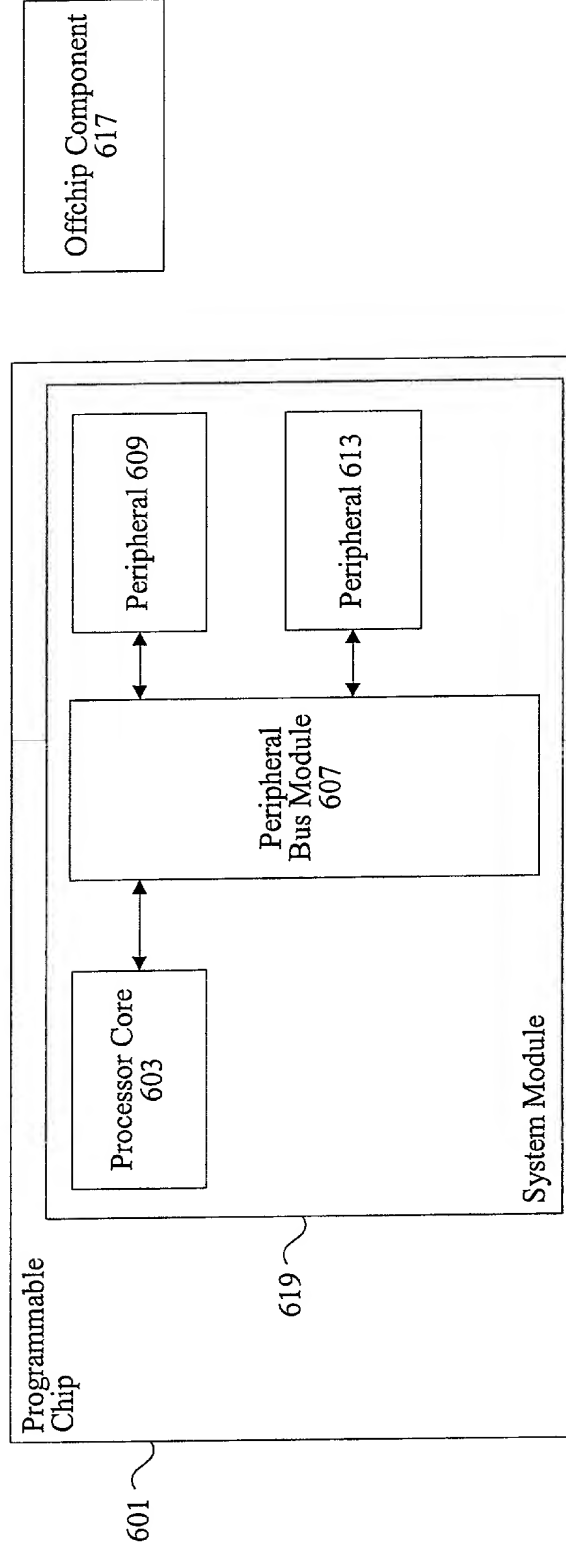 Programmable
Chip
601
619
System Module
Processor Core
603
Peripheral
Bus Module
607
Peripheral 609
Peripheral 613
Offchip Component
617